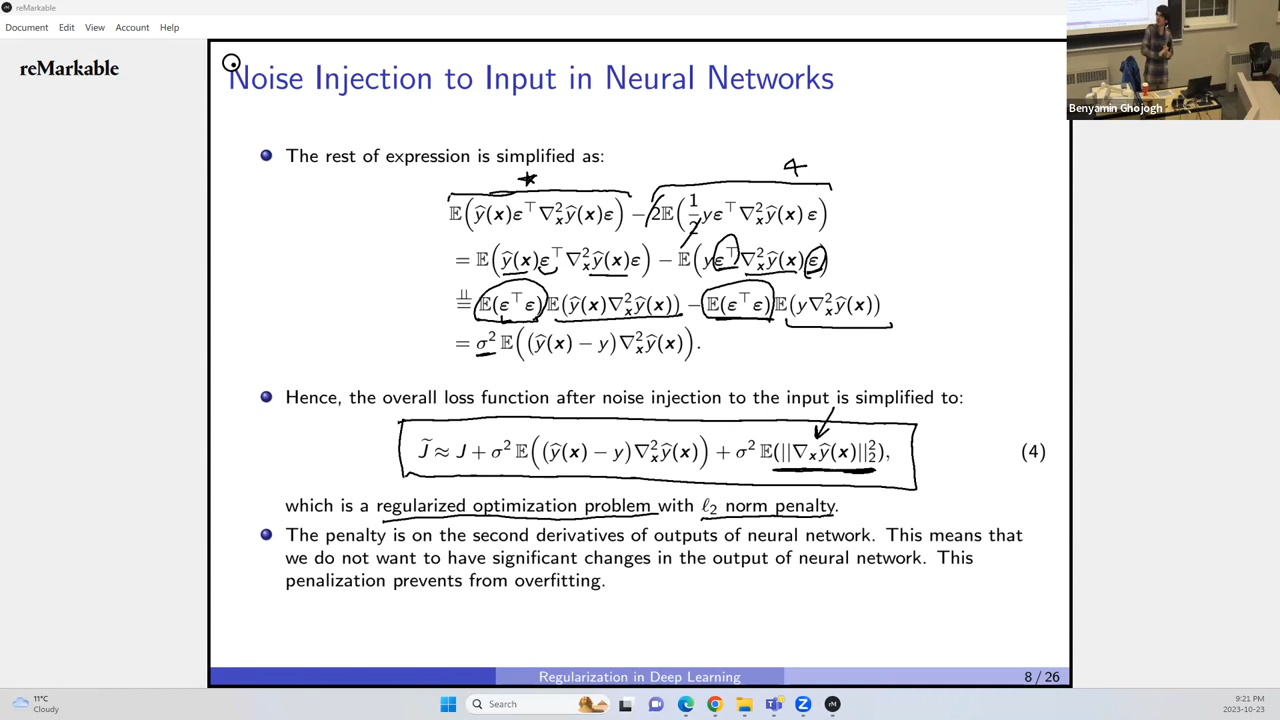 reMarkable
Document Edit View Account Help
reMarkable
Benyamin Ghojogh
Noise Injection to Input in Neural Networks
The rest of expression is simplified as:
★ 4
𝔼(ŷ(x)ε⊤∇²ₓŷ(x)ε) − 2𝔼(1/2 yε⊤∇²ₓŷ(x) ε)
= 𝔼(ŷ(x)ε⊤∇²ₓŷ(x)ε) − 𝔼(yε⊤∇²ₓŷ(x)ε)
⫫= 𝔼(ε⊤ε)𝔼(ŷ(x)∇²ₓŷ(x)) − 𝔼(ε⊤ε)𝔼(y∇²ₓŷ(x))
= σ² 𝔼((ŷ(x) − y)∇²ₓŷ(x)).
Hence, the overall loss function after noise injection to the input is simplified to:
J̃ ≈ J + σ² 𝔼((ŷ(x) − y)∇²ₓŷ(x)) + σ² 𝔼(||∇ₓŷ(x)||²₂), (4)
which is a regularized optimization problem with ℓ₂ norm penalty.
The penalty is on the second derivatives of outputs of neural network. This means that
we do not want to have significant changes in the output of neural network. This
penalization prevents from overfitting.
Regularization in Deep Learning 8 / 26
11°C
Cloudy
Search
9:21 PM
2023-10-23